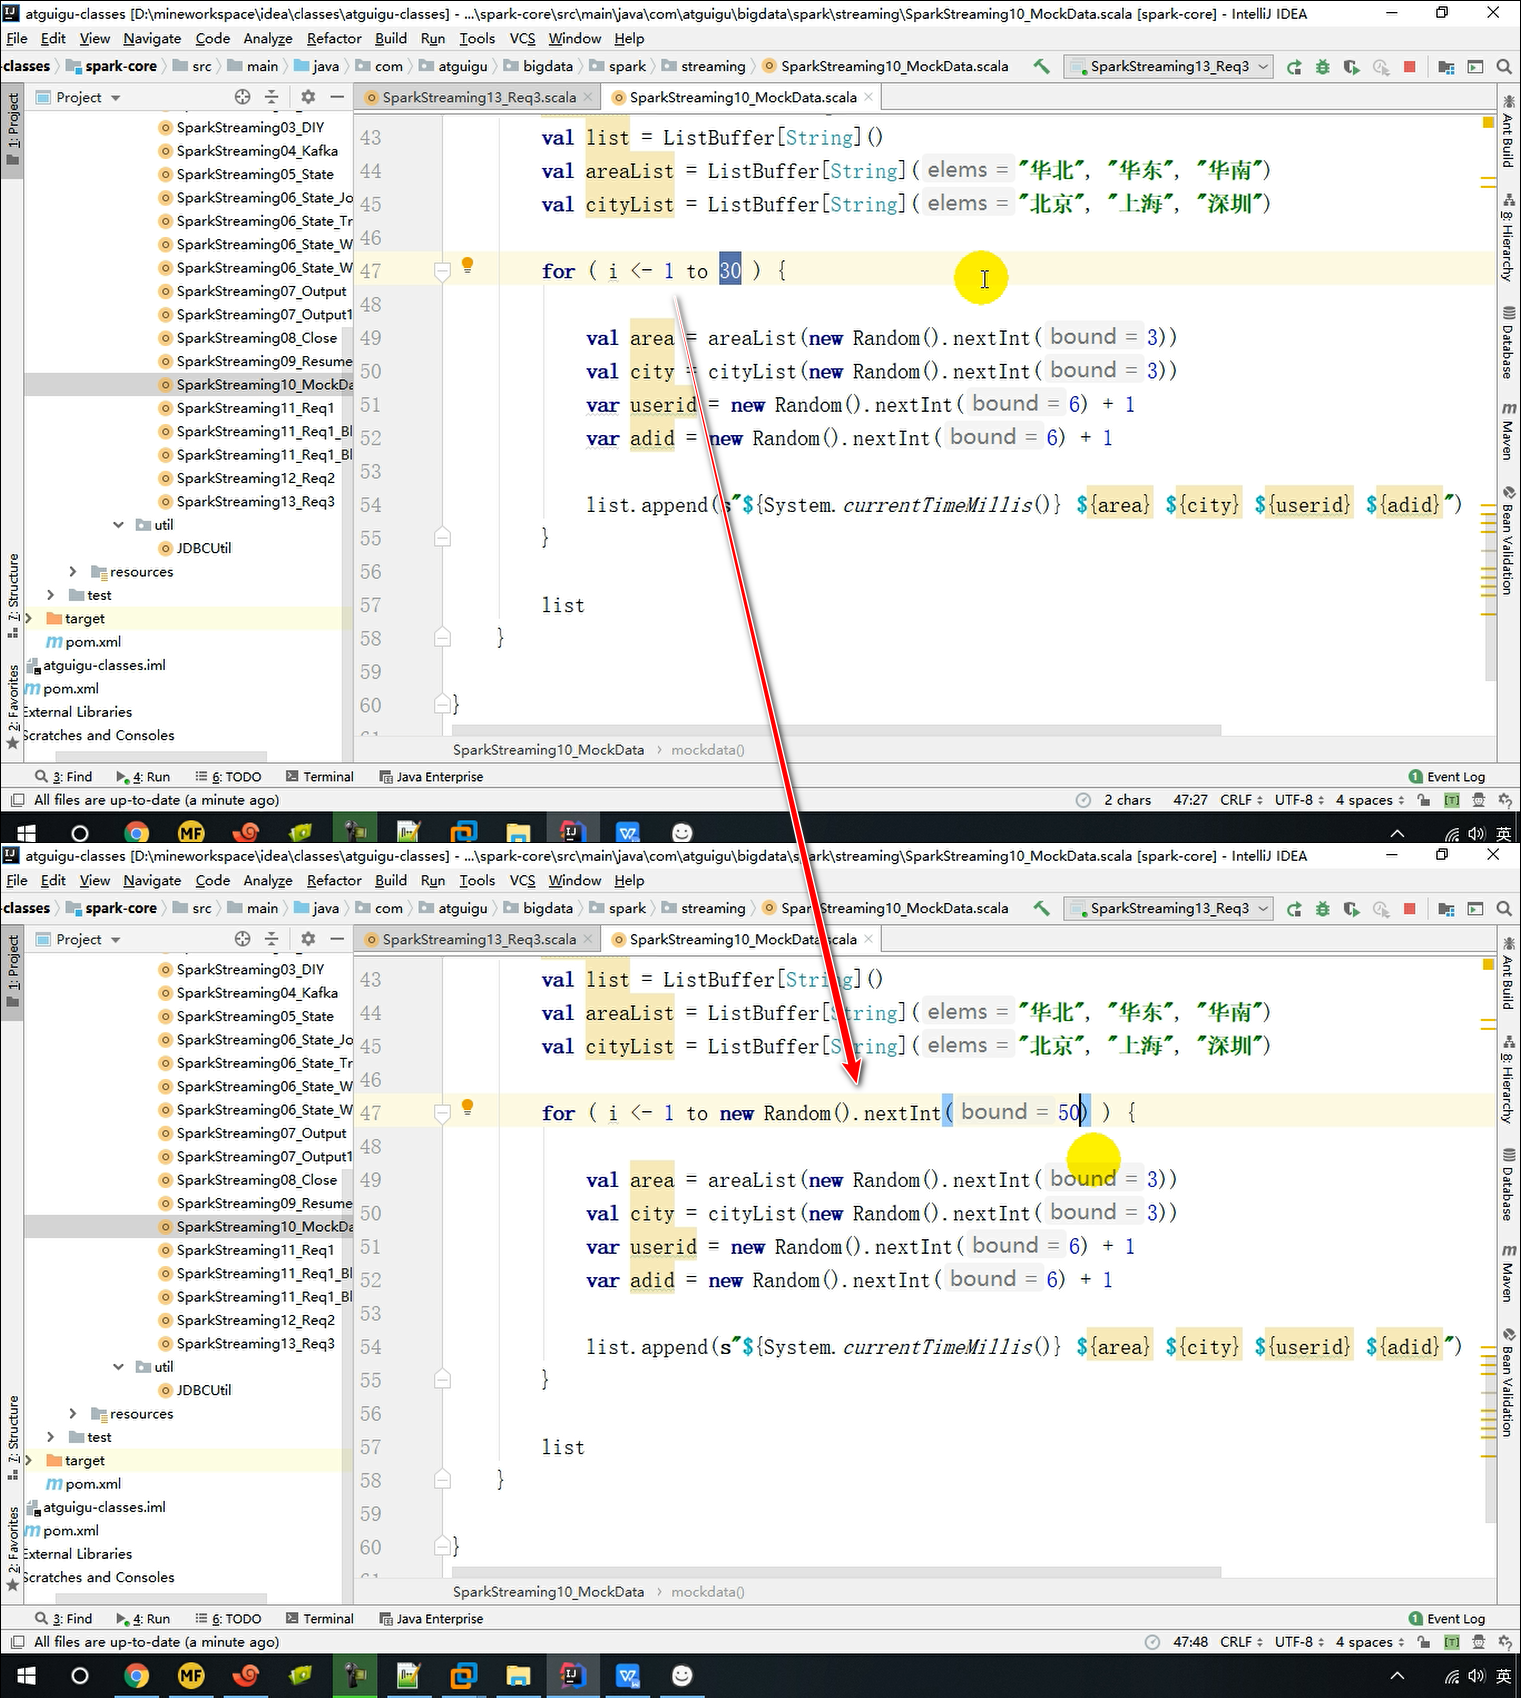 atguigu-classes [D:\mineworkspace\idea\classes\atguigu-classes] - ...\spark-core\src\main\java\com\atguigu\bigdata\spark\streaming\SparkStreaming10_MockData.scala [spark-core] - IntelliJ IDEA
File Edit View Navigate Code Analyze Refactor Build Run Tools VCS Window Help
-classes spark-core src main java com atguigu bigdata spark streaming SparkStreaming10_MockData.scala SparkStreaming13_Req3
Project SparkStreaming13_Req3.scala SparkStreaming10_MockData.scala
1: Project
7: Structure
2: Favorites
SparkStreaming03_DIY
SparkStreaming04_Kafka
SparkStreaming05_State
SparkStreaming06_State_Jo
SparkStreaming06_State_Tr
SparkStreaming06_State_W
SparkStreaming06_State_W
SparkStreaming07_Output
SparkStreaming07_Output1
SparkStreaming08_Close
SparkStreaming09_Resume
SparkStreaming10_MockDa
SparkStreaming11_Req1
SparkStreaming11_Req1_Bl
SparkStreaming11_Req1_Bl
SparkStreaming12_Req2
SparkStreaming13_Req3
util
JDBCUtil
resources
test
target
pom.xml
atguigu-classes.iml
pom.xml
External Libraries
Scratches and Consoles
43 val list = ListBuffer[String]()
44 val areaList = ListBuffer[String]( elems = "华北", "华东", "华南")
45 val cityList = ListBuffer[String]( elems = "北京", "上海", "深圳")
46
47 for ( i <- 1 to 30 ) {
48
49 val area = areaList(new Random().nextInt( bound = 3))
50 val city = cityList(new Random().nextInt( bound = 3))
51 var userid = new Random().nextInt( bound = 6) + 1
52 var adid = new Random().nextInt( bound = 6) + 1
53
54 list.append(s"${System.currentTimeMillis()} ${area} ${city} ${userid} ${adid}")
55 }
56
57 list
58 }
59
60 }
61
SparkStreaming10_MockData › mockdata()
Ant Build
8: Hierarchy
Database
Maven
Bean Validation
3: Find 4: Run 6: TODO Terminal Java Enterprise 1 Event Log
All files are up-to-date (a minute ago) 2 chars 47:27 CRLF UTF-8 4 spaces
MF 英
atguigu-classes [D:\mineworkspace\idea\classes\atguigu-classes] - ...\spark-core\src\main\java\com\atguigu\bigdata\spark\streaming\SparkStreaming10_MockData.scala [spark-core] - IntelliJ IDEA
File Edit View Navigate Code Analyze Refactor Build Run Tools VCS Window Help
-classes spark-core src main java com atguigu bigdata spark streaming SparkStreaming10_MockData.scala SparkStreaming13_Req3
Project SparkStreaming13_Req3.scala SparkStreaming10_MockData.scala
1: Project
7: Structure
2: Favorites
SparkStreaming03_DIY
SparkStreaming04_Kafka
SparkStreaming05_State
SparkStreaming06_State_Jo
SparkStreaming06_State_Tr
SparkStreaming06_State_W
SparkStreaming06_State_W
SparkStreaming07_Output
SparkStreaming07_Output1
SparkStreaming08_Close
SparkStreaming09_Resume
SparkStreaming10_MockDa
SparkStreaming11_Req1
SparkStreaming11_Req1_Bl
SparkStreaming11_Req1_Bl
SparkStreaming12_Req2
SparkStreaming13_Req3
util
JDBCUtil
resources
test
target
pom.xml
atguigu-classes.iml
pom.xml
External Libraries
Scratches and Consoles
43 val list = ListBuffer[String]()
44 val areaList = ListBuffer[String]( elems = "华北", "华东", "华南")
45 val cityList = ListBuffer[String]( elems = "北京", "上海", "深圳")
46
47 for ( i <- 1 to new Random().nextInt( bound = 50) ) {
48
49 val area = areaList(new Random().nextInt( bound = 3))
50 val city = cityList(new Random().nextInt( bound = 3))
51 var userid = new Random().nextInt( bound = 6) + 1
52 var adid = new Random().nextInt( bound = 6) + 1
53
54 list.append(s"${System.currentTimeMillis()} ${area} ${city} ${userid} ${adid}")
55 }
56
57 list
58 }
59
60 }
61
SparkStreaming10_MockData › mockdata()
Ant Build
8: Hierarchy
Database
Maven
Bean Validation
3: Find 4: Run 6: TODO Terminal Java Enterprise 1 Event Log
All files are up-to-date (a minute ago) 47:48 CRLF UTF-8 4 spaces
MF 英